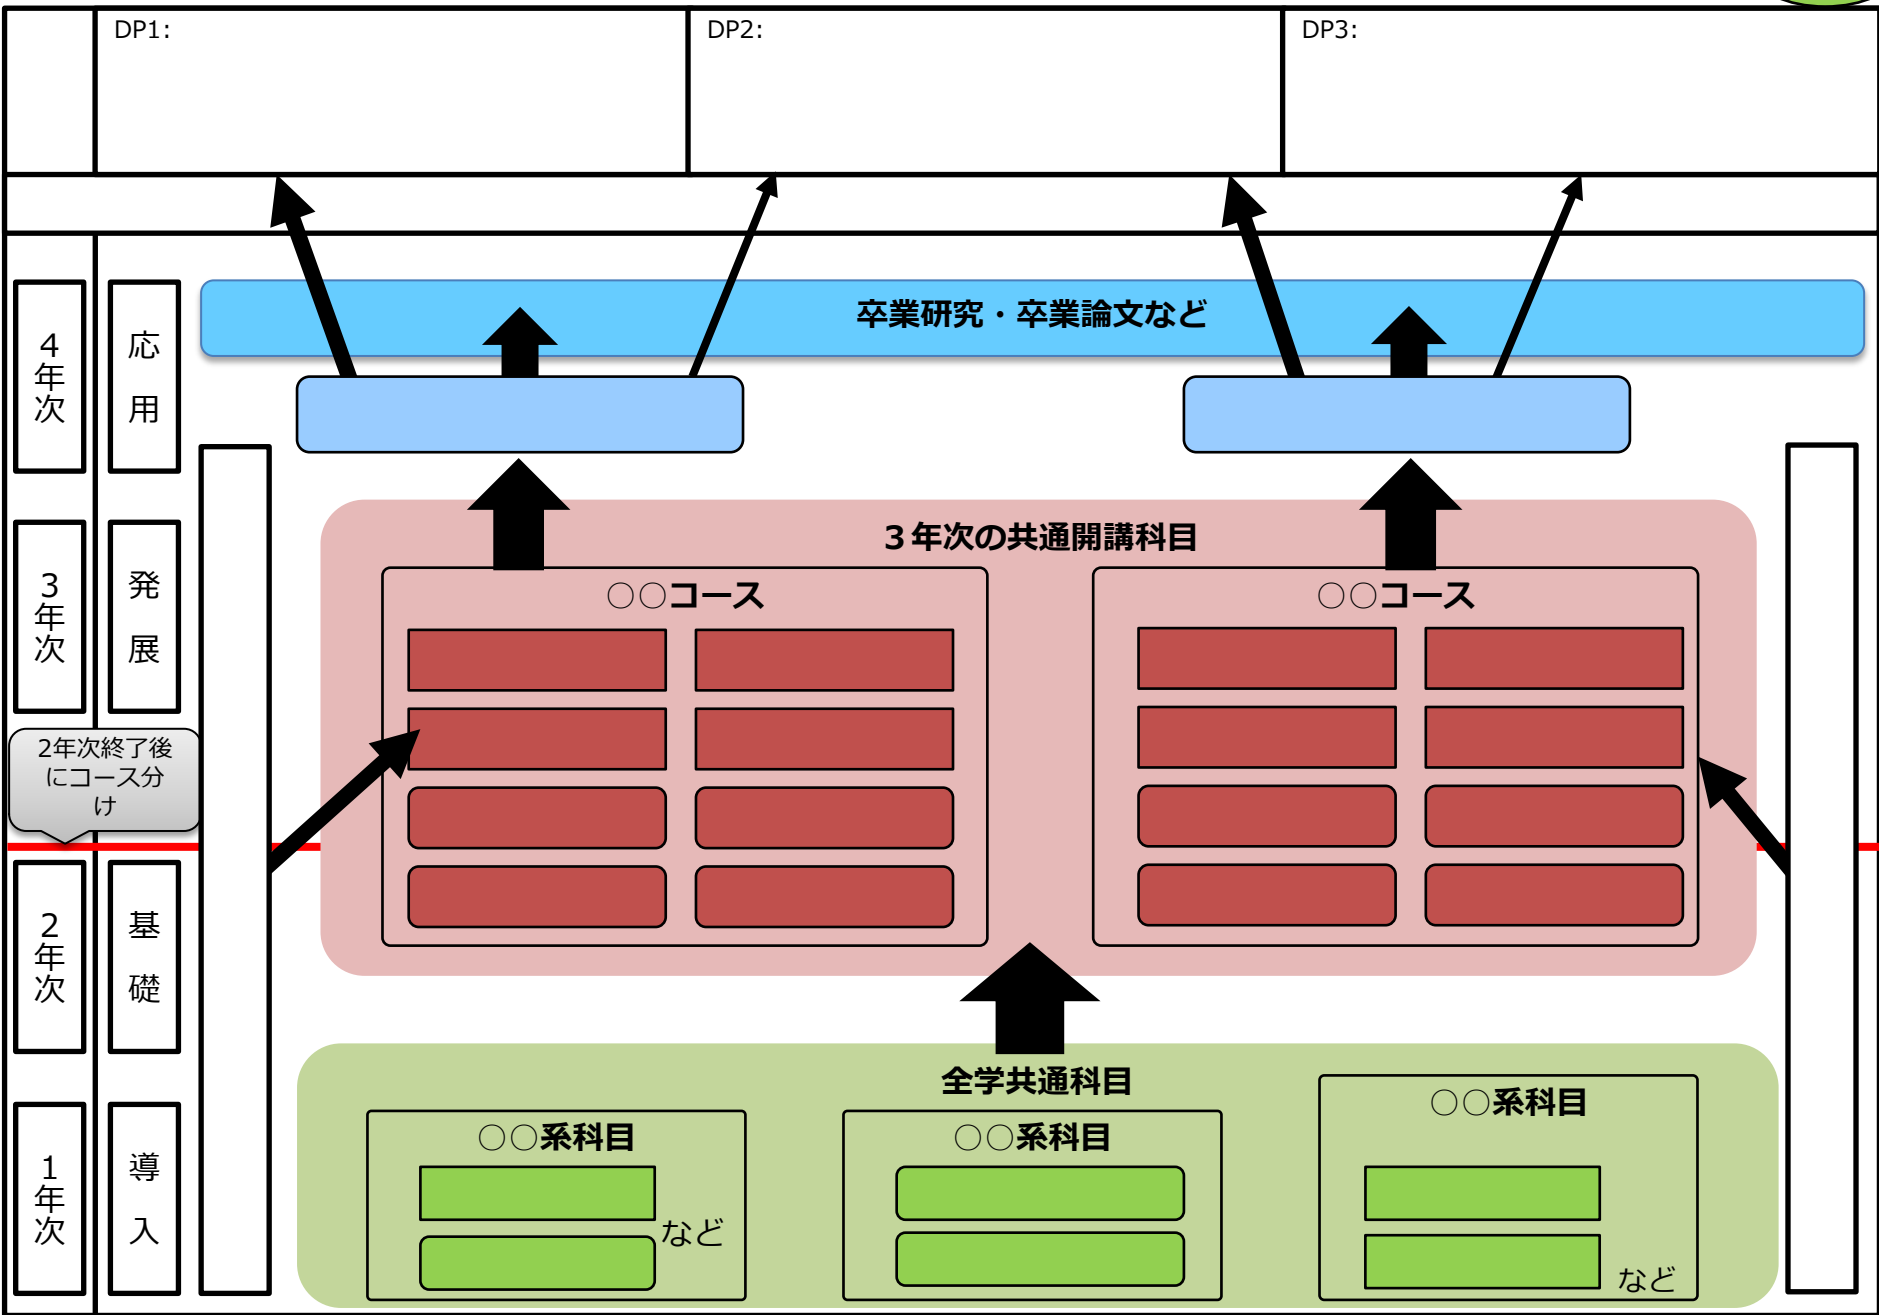 DP1:
DP2:
DP3:
卒業研究・卒業論文など
4年次
応用
3年次の共通開講科目
3年次
発展
○○コース
○○コース
2年次終了後
にコース分
け
2年次
基礎
全学共通科目
○○系科目
○○系科目
○○系科目
1年次
導入
など
など